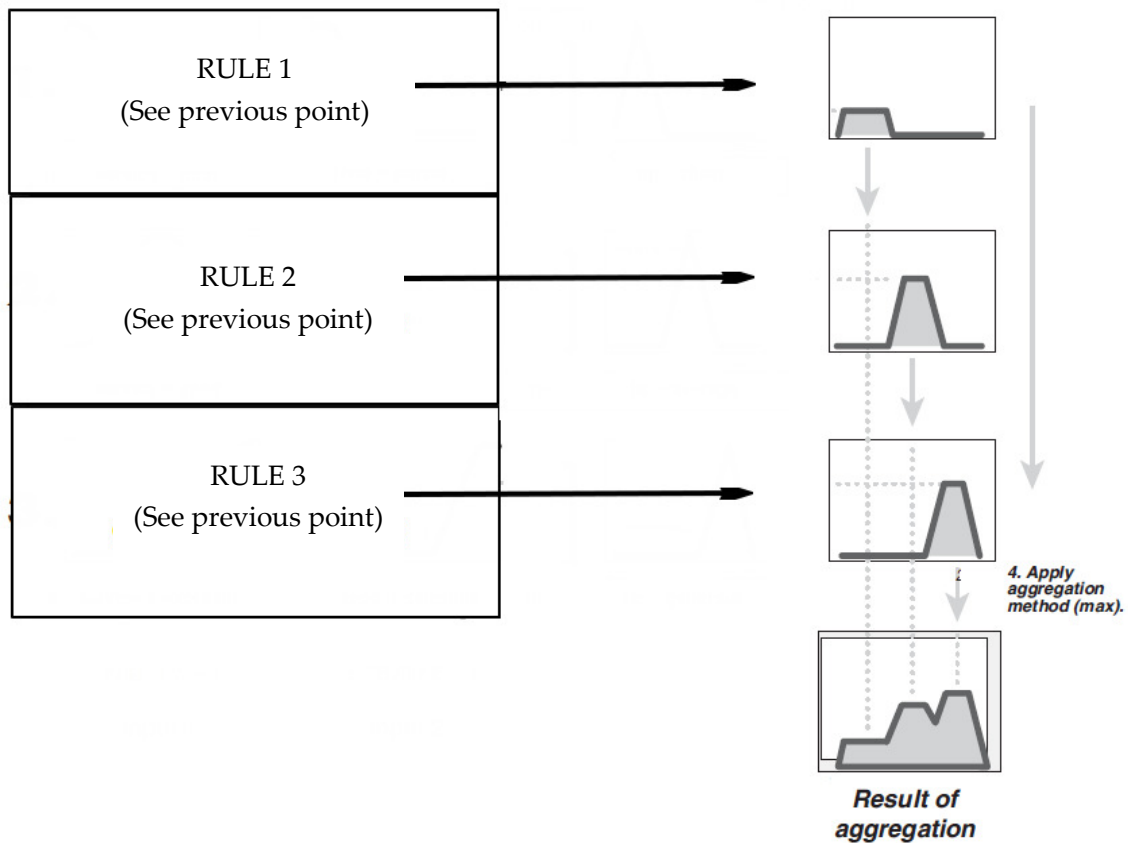 RULE 1
(See previous point)
RULE 2
(See previous point)
RULE 3
(See previous point)
4. Apply
aggregation
method (max).
Result of
aggregation